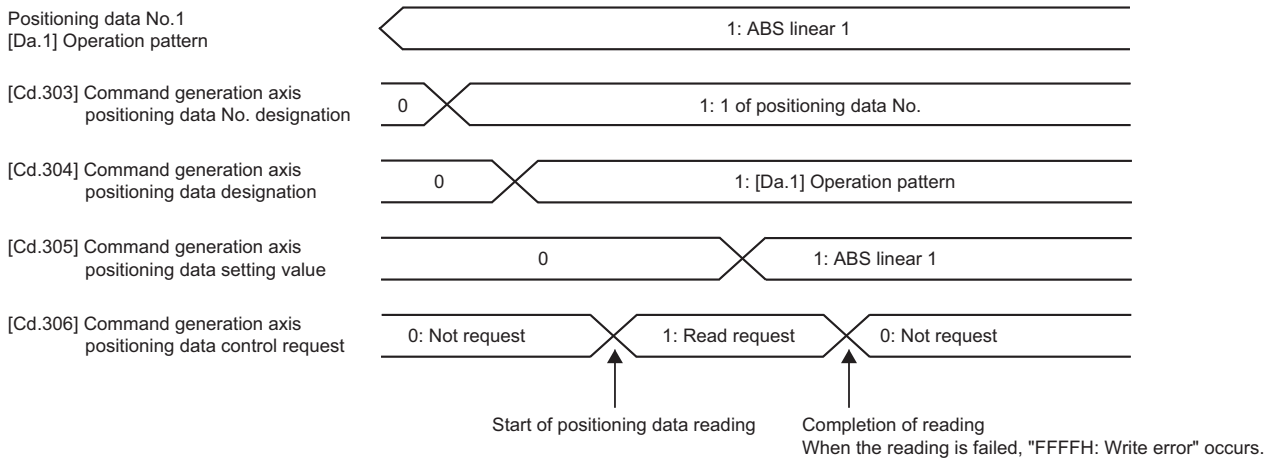 Positioning data No.1
[Da.1] Operation pattern
1: ABS linear 1
[Cd.303] Command generation axis
positioning data No. designation
0
1: 1 of positioning data No.
[Cd.304] Command generation axis
positioning data designation
0
1: [Da.1] Operation pattern
[Cd.305] Command generation axis
positioning data setting value
0
1: ABS linear 1
[Cd.306] Command generation axis
positioning data control request
0: Not request
1: Read request
0: Not request
Start of positioning data reading
Completion of reading
When the reading is failed, "FFFFH: Write error" occurs.